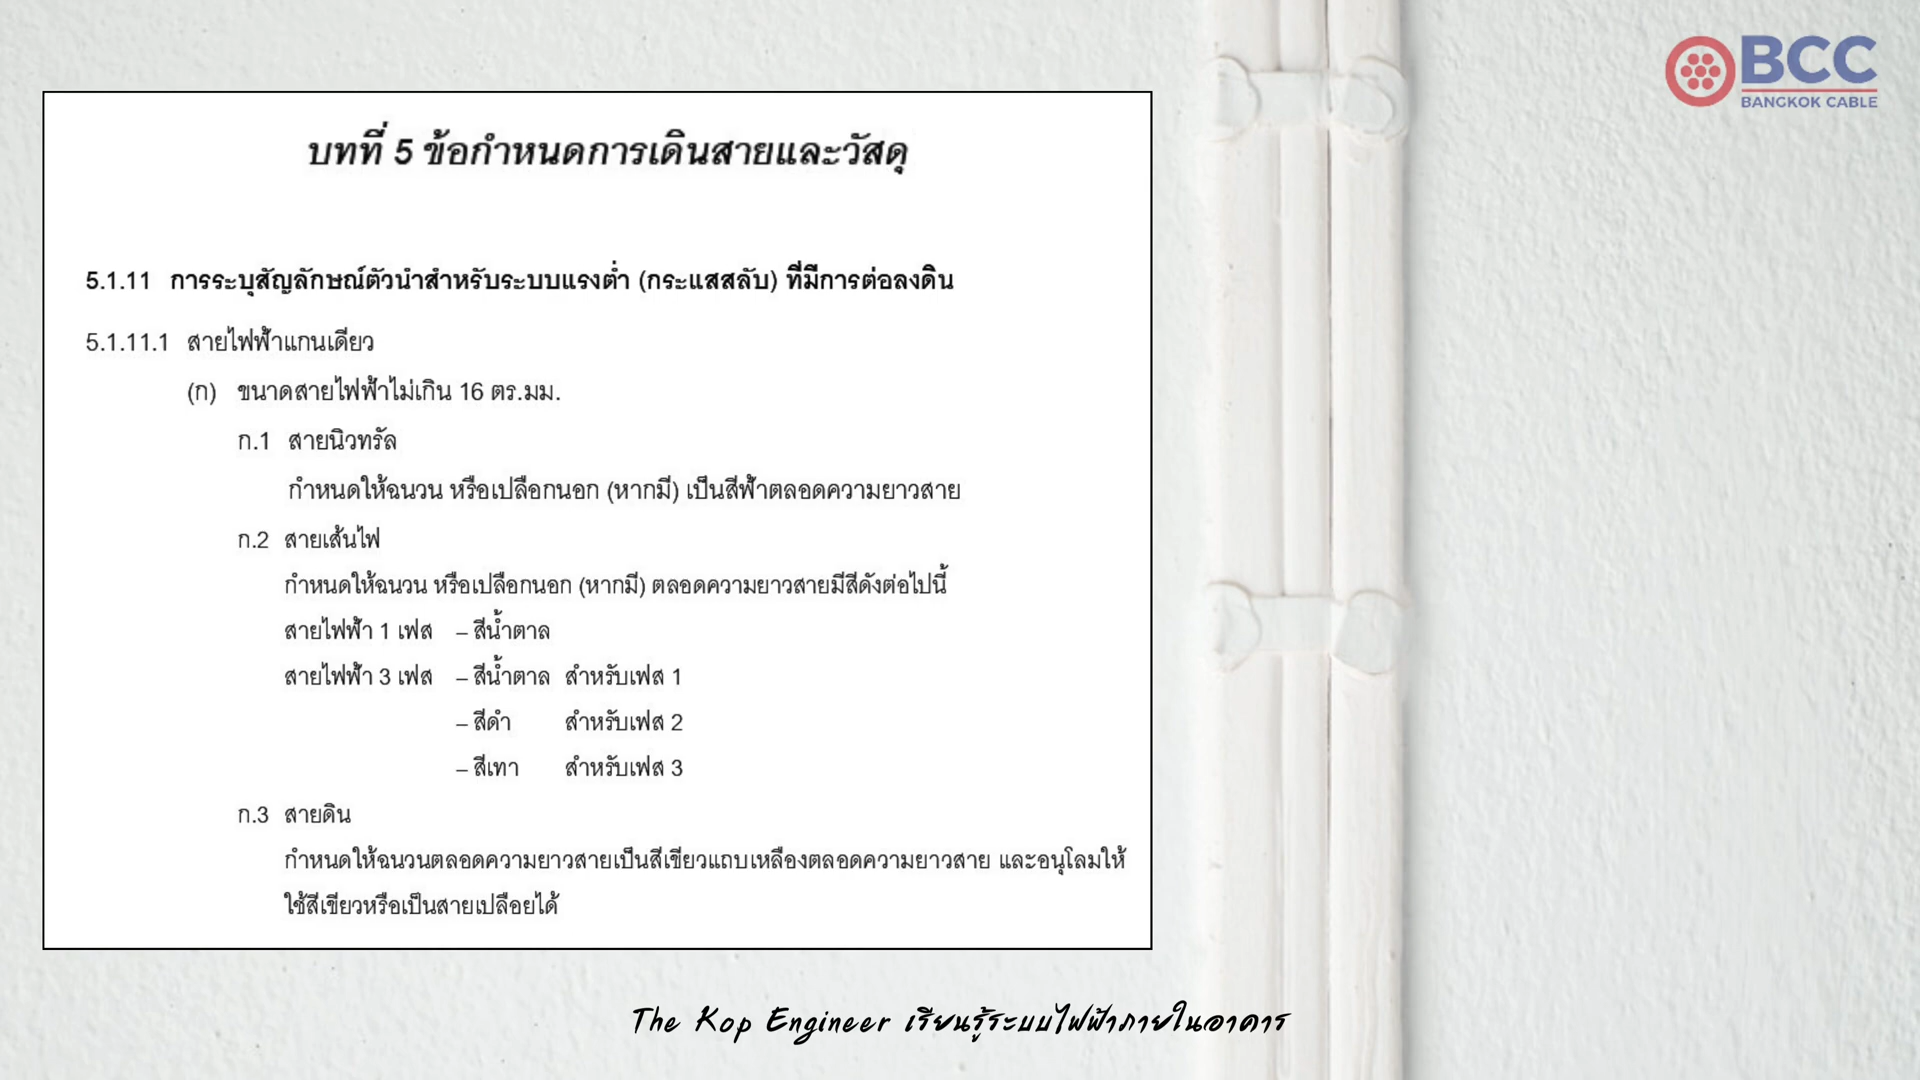 BCC
BANGKOK CABLE
บทที่ 5 ข้อกำหนดการเดินสายและวัสดุ
5.1.11 การระบุสัญลักษณ์ตัวนำสำหรับระบบแรงต่ำ (กระแสสลับ) ที่มีการต่อลงดิน
5.1.11.1 สายไฟฟ้าแกนเดียว
(ก) ขนาดสายไฟฟ้าไม่เกิน 16 ตร.มม.
ก.1 สายนิวทรัล
กำหนดให้ฉนวน หรือเปลือกนอก (หากมี) เป็นสีฟ้าตลอดความยาวสาย
ก.2 สายเส้นไฟ
กำหนดให้ฉนวน หรือเปลือกนอก (หากมี) ตลอดความยาวสายมีสีดังต่อไปนี้
สายไฟฟ้า 1 เฟส – สีน้ำตาล
สายไฟฟ้า 3 เฟส – สีน้ำตาล สำหรับเฟส 1
– สีดำ สำหรับเฟส 2
– สีเทา สำหรับเฟส 3
ก.3 สายดิน
กำหนดให้ฉนวนตลอดความยาวสายเป็นสีเขียวแถบเหลืองตลอดความยาวสาย และอนุโลมให้
ใช้สีเขียวหรือเป็นสายเปลือยได้
The Kop Engineer เรียนรู้ระบบไฟฟ้าภายในอาคาร